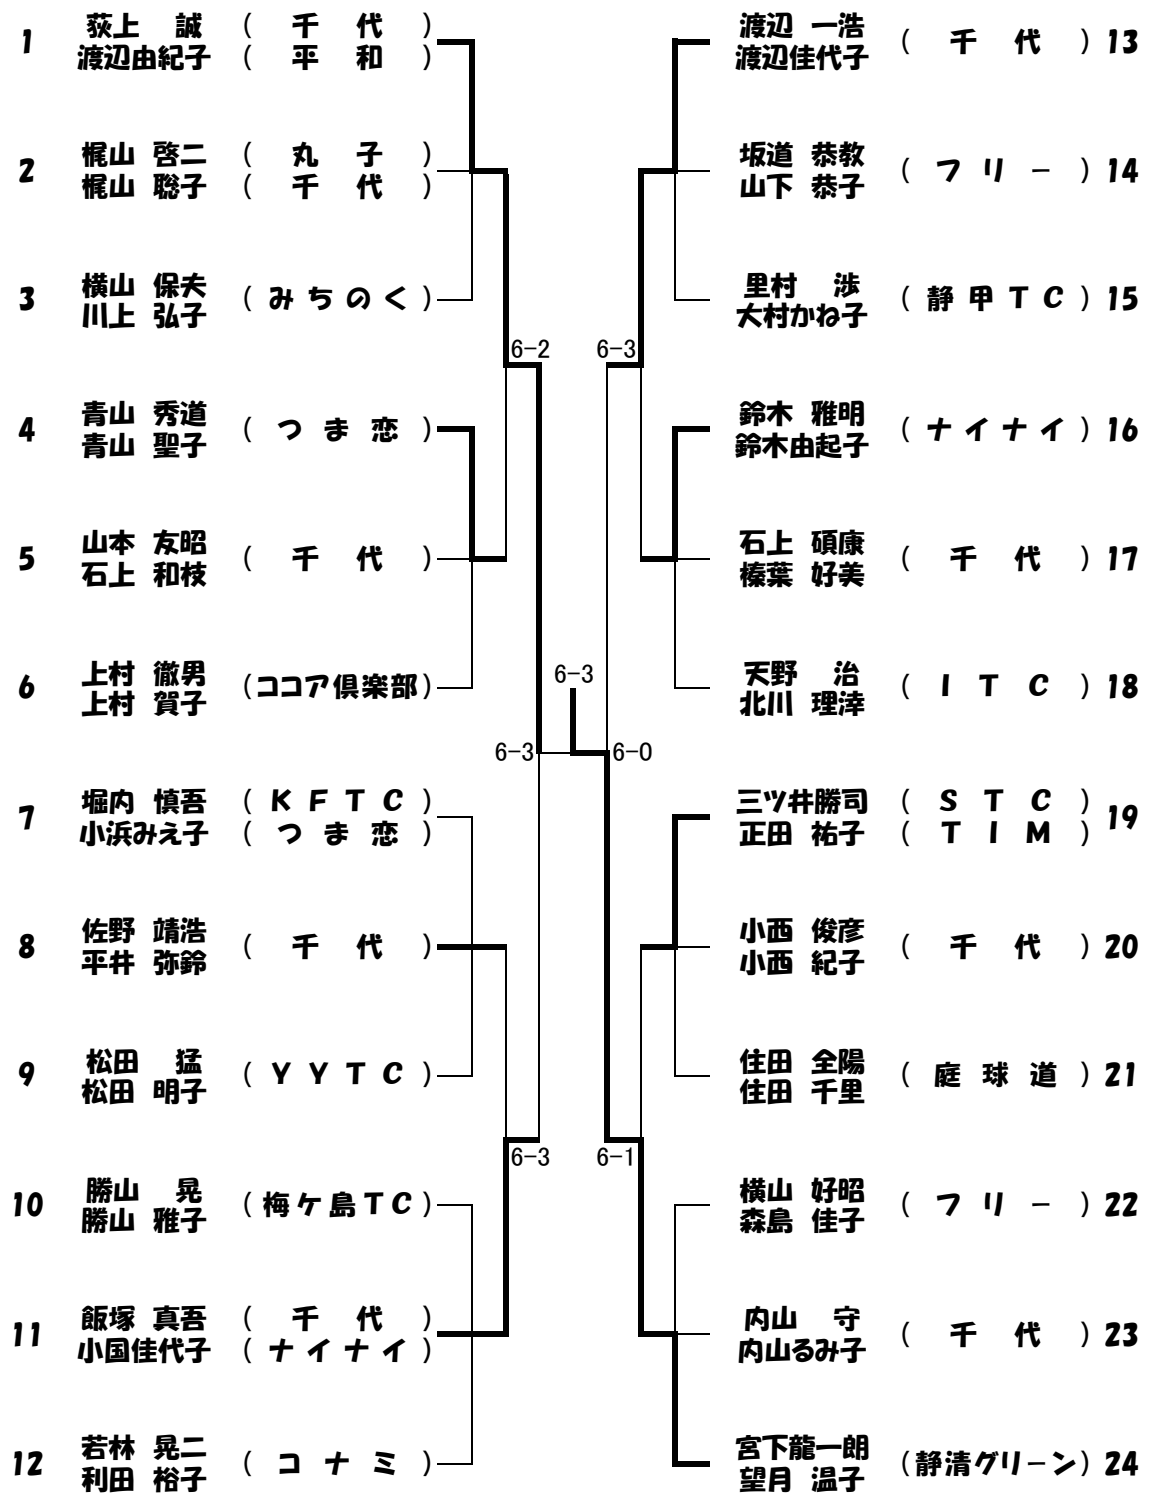 1 荻上 誠 ( 千 代 )
渡辺由紀子 ( 平 和 )
2 梶山 啓二 ( 丸 子 )
梶山 聡子 ( 千 代 )
3 横山 保夫 ( み ち の く )
川上 弘子
4 青山 秀道 ( つ ま 恋 )
青山 聖子
5 山本 友昭 ( 千 代 )
石上 和枝
6 上村 徹男 (ココア倶楽部)
上村 賀子
7 堀内 慎吾 ( K F T C )
小浜みえ子 ( つ ま 恋 )
8 佐野 靖浩 ( 千 代 )
平井 弥鈴
9 松田 猛 ( Y Y T C )
松田 明子
10 勝山 晃 (梅ケ島TC)
勝山 雅子
11 飯塚 真吾 ( 千 代 )
小国佳代子 ( ナ イ ナ イ )
12 若林 晃二 ( コ ナ ミ )
利田 裕子
6-2
6-3
6-3
6-3
6-3
6-0
6-1
渡辺 一浩 ( 千 代 ) 13
渡辺佳代子
坂道 恭教 ( フ リ - ) 14
山下 恭子
里村 渉 ( 静 甲 T C ) 15
大村かね子
鈴木 雅明 ( ナ イ ナ イ ) 16
鈴木由起子
石上 碩康 ( 千 代 ) 17
榛葉 好美
天野 治 ( I T C ) 18
北川 理津
三ツ井勝司 ( S T C ) 19
正田 祐子 ( T I M )
小西 俊彦 ( 千 代 ) 20
小西 紀子
住田 全陽 ( 庭 球 道 ) 21
住田 千里
横山 好昭 ( フ リ - ) 22
森島 佳子
内山 守 ( 千 代 ) 23
内山るみ子
宮下龍一朗 (静清グリ-ン) 24
望月 温子